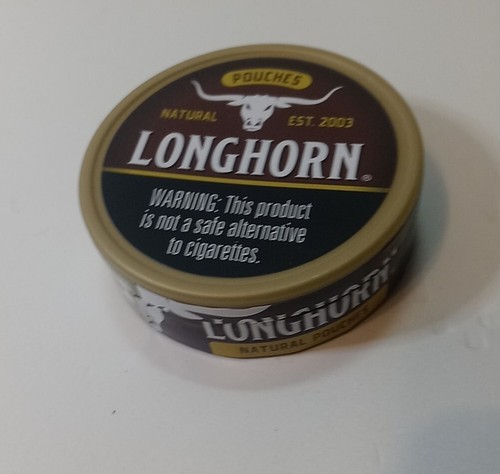 POUCHES
NATURAL EST. 2003
LONGHORN®
WARNING: This product
is not a safe alternative
to cigarettes.
LONGHORN
NATURAL POUCHES